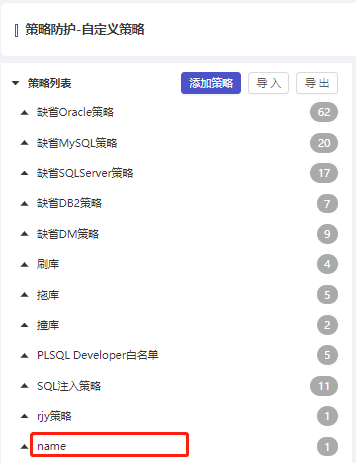 策略防护-自定义策略
策略列表 添加策略 导入 导出
缺省Oracle策略 62
缺省MySQL策略 20
缺省SQLServer策略 17
缺省DB2策略 7
缺省DM策略 9
刷库 4
拖库 5
撞库 2
PLSQL Developer白名单 5
SQL注入策略 11
rjy策略 1
name 1